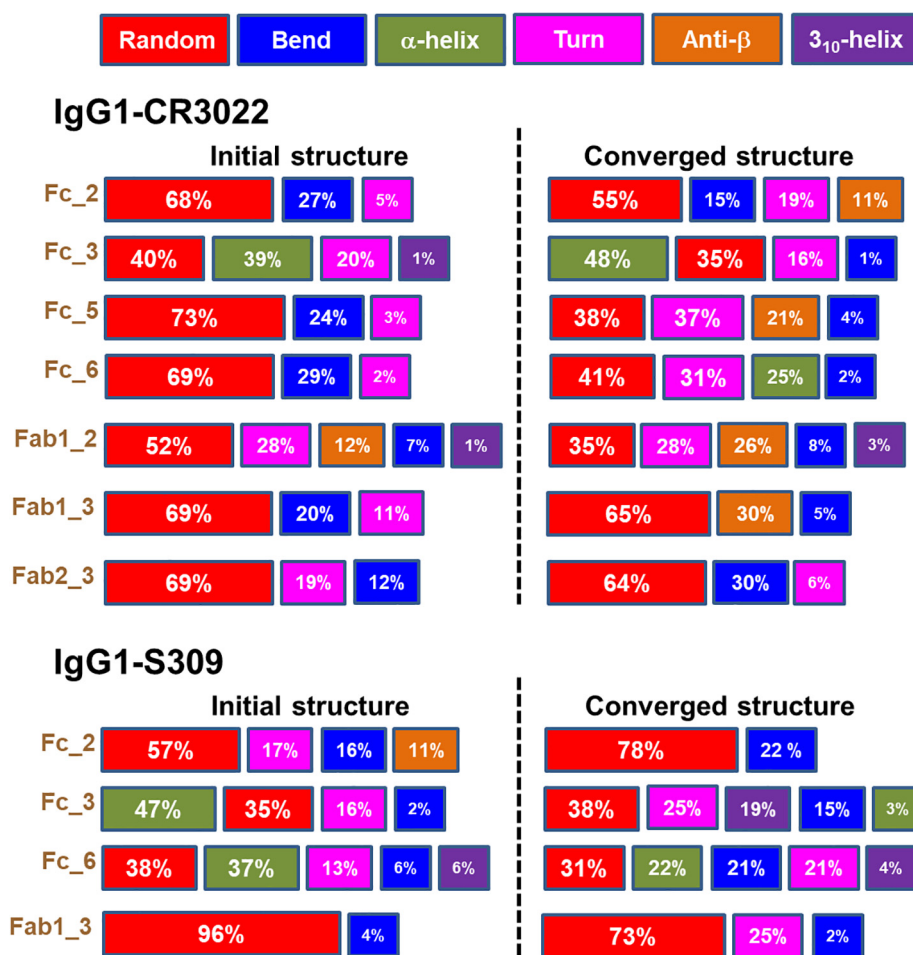 Random Bend α-helix Turn Anti-β 3₁₀-helix
IgG1-CR3022
Initial structure Converged structure
Fc_2 68% 27% 5% 55% 15% 19% 11%
Fc_3 40% 39% 20% 1% 48% 35% 16% 1%
Fc_5 73% 24% 3% 38% 37% 21% 4%
Fc_6 69% 29% 2% 41% 31% 25% 2%
Fab1_2 52% 28% 12% 7% 1% 35% 28% 26% 8% 3%
Fab1_3 69% 20% 11% 65% 30% 5%
Fab2_3 69% 19% 12% 64% 30% 6%
IgG1-S309
Initial structure Converged structure
Fc_2 57% 17% 16% 11% 78% 22 %
Fc_3 47% 35% 16% 2% 38% 25% 19% 15% 3%
Fc_6 38% 37% 13% 6% 6% 31% 22% 21% 21% 4%
Fab1_3 96% 4% 73% 25% 2%